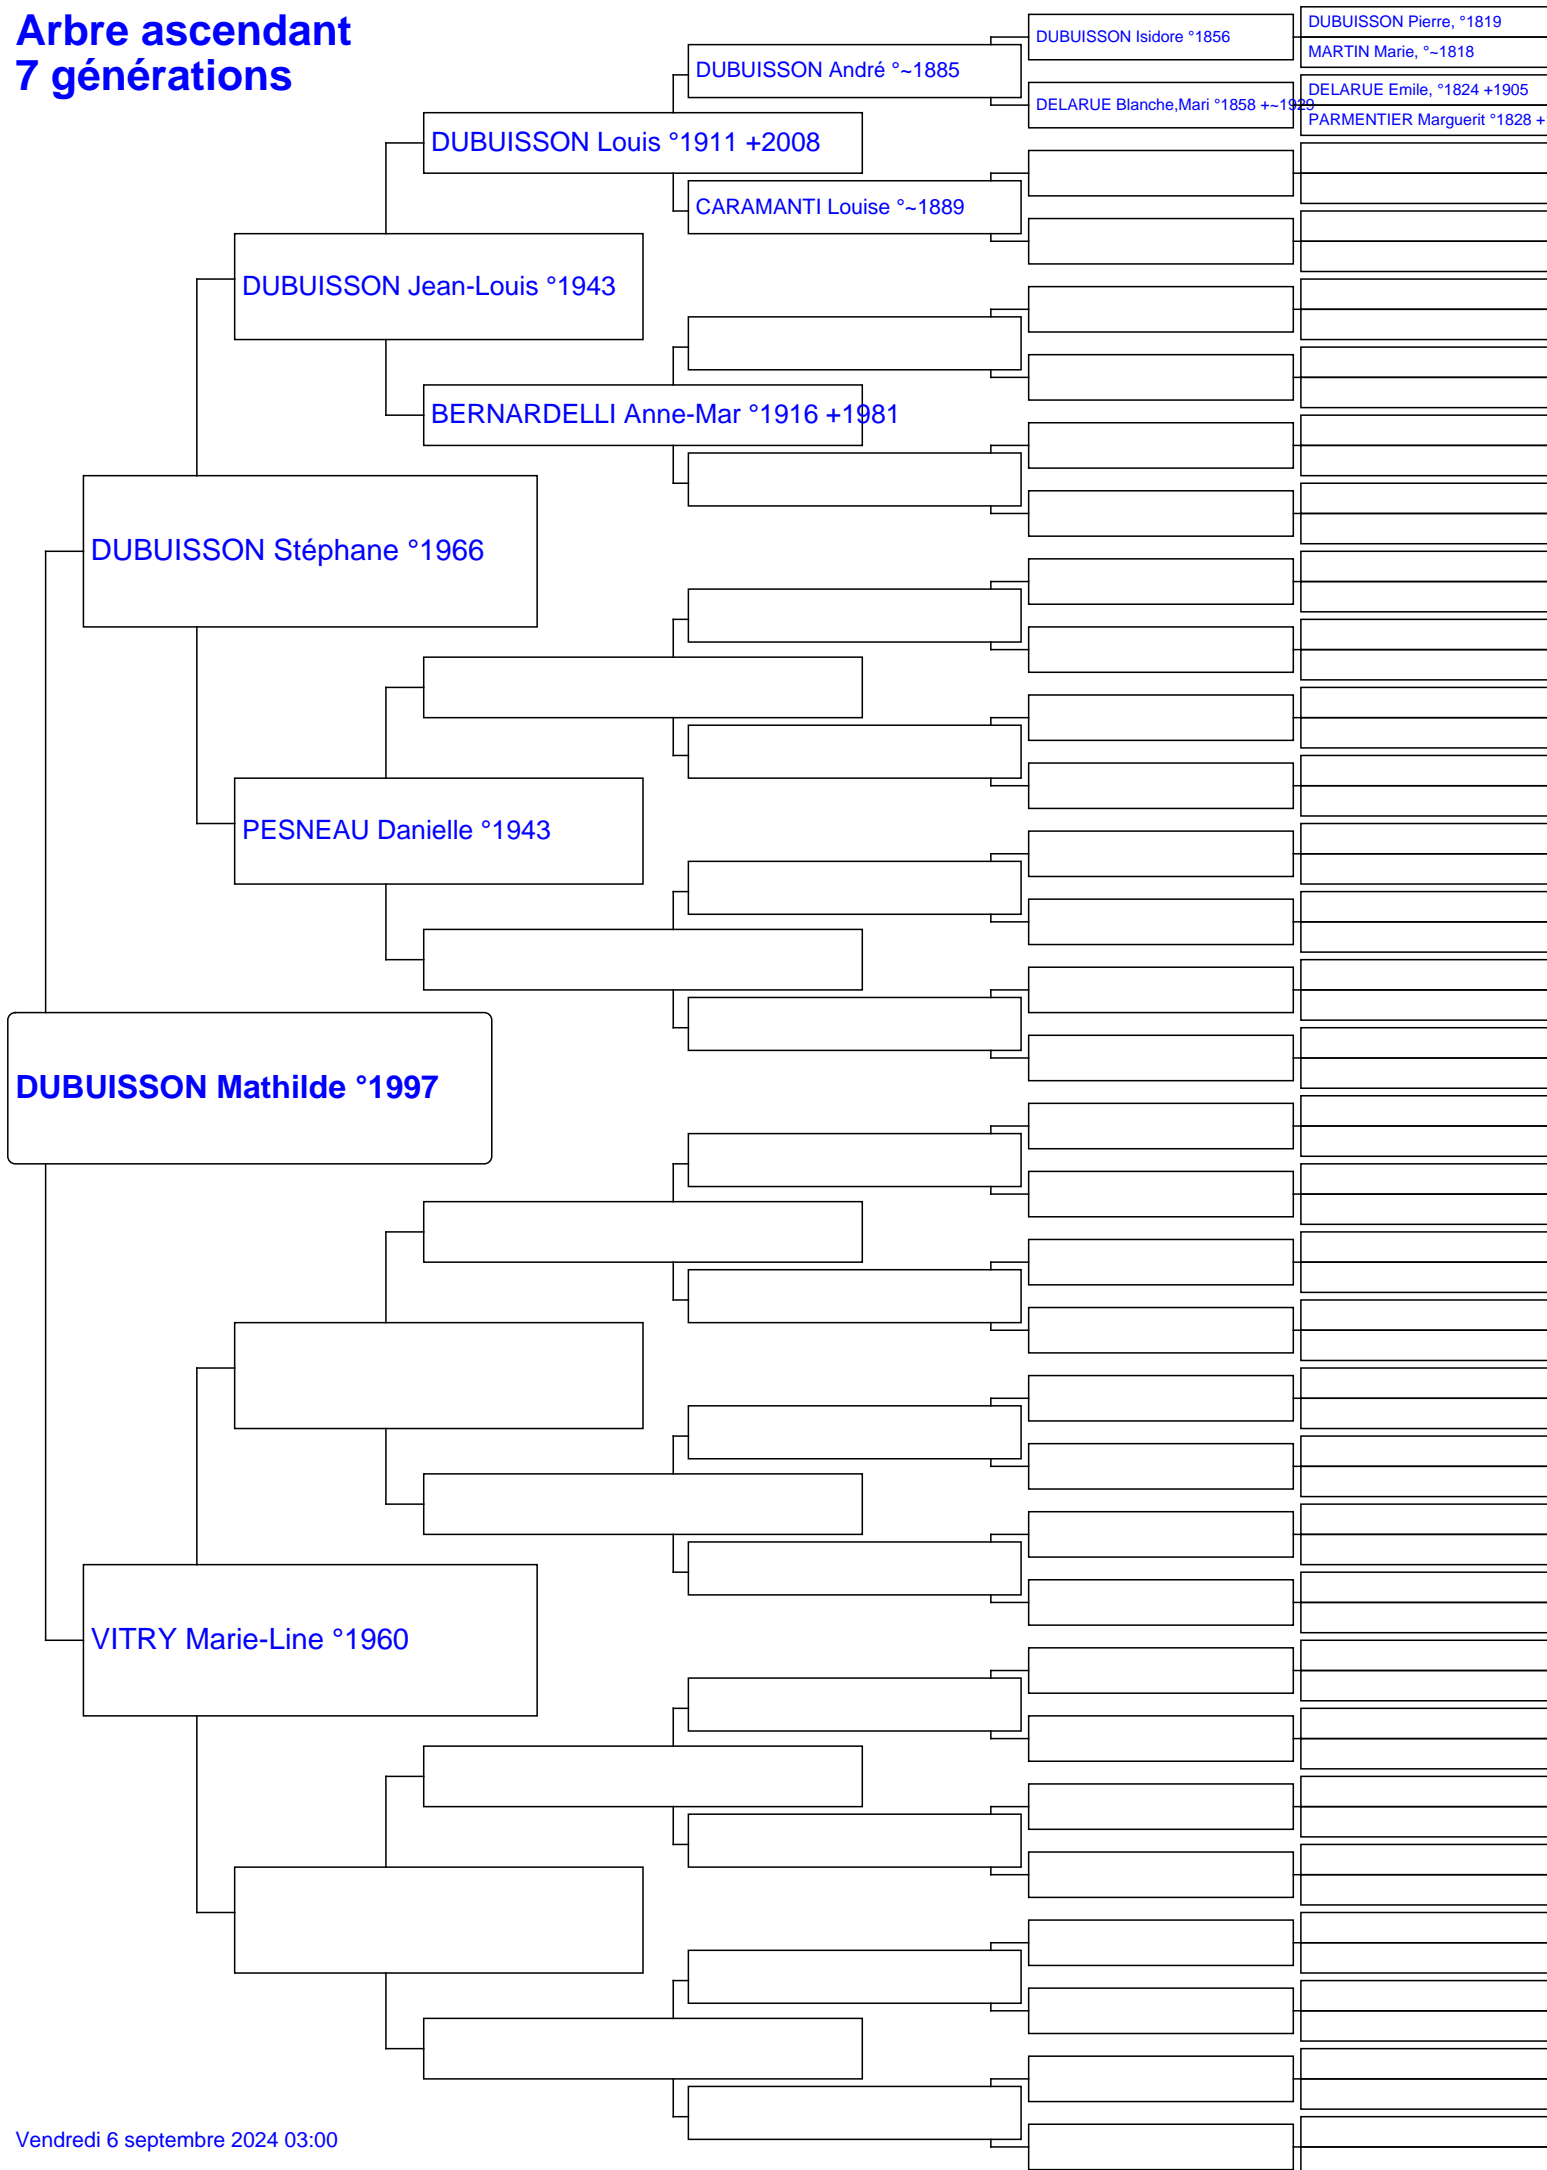 Arbre ascendant
7 générations
DUBUISSON Pierre, °1819
DUBUISSON Isidore °1856
MARTIN Marie, °~1818
DUBUISSON André °~1885
DELARUE Emile, °1824 +1905
DELARUE Blanche,Mari °1858 +~1929
PARMENTIER Marguerit °1828 +
DUBUISSON Louis °1911 +2008
CARAMANTI Louise °~1889
DUBUISSON Jean-Louis °1943
BERNARDELLI Anne-Mar °1916 +1981
DUBUISSON Stéphane °1966
PESNEAU Danielle °1943
DUBUISSON Mathilde °1997
VITRY Marie-Line °1960
Vendredi 6 septembre 2024 03:00